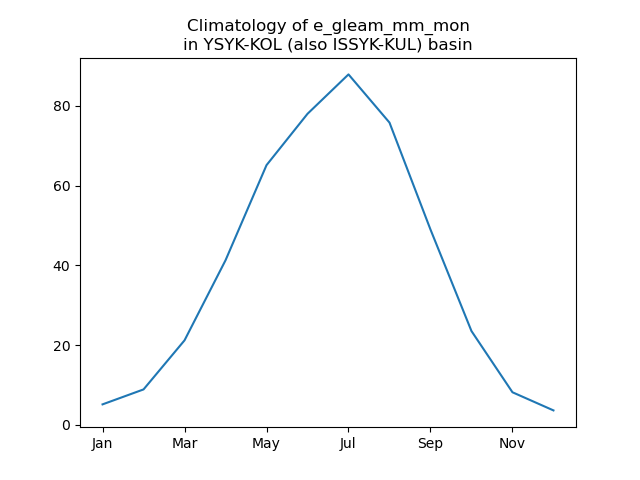 Climatology of e_gleam_mm_mon
in YSYK-KOL (also ISSYK-KUL) basin
80
60
40
20
0
Jan Mar May Jul Sep Nov